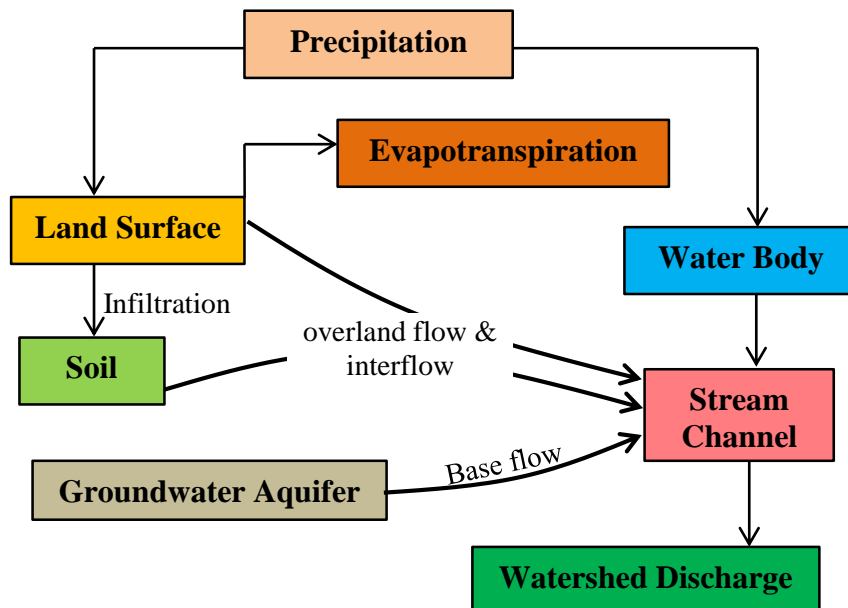 Precipitation
Evapotranspiration
Land Surface
Water Body
Infiltration
overland flow &
interflow
Soil
Stream
Channel
Base flow
Groundwater Aquifer
Watershed Discharge